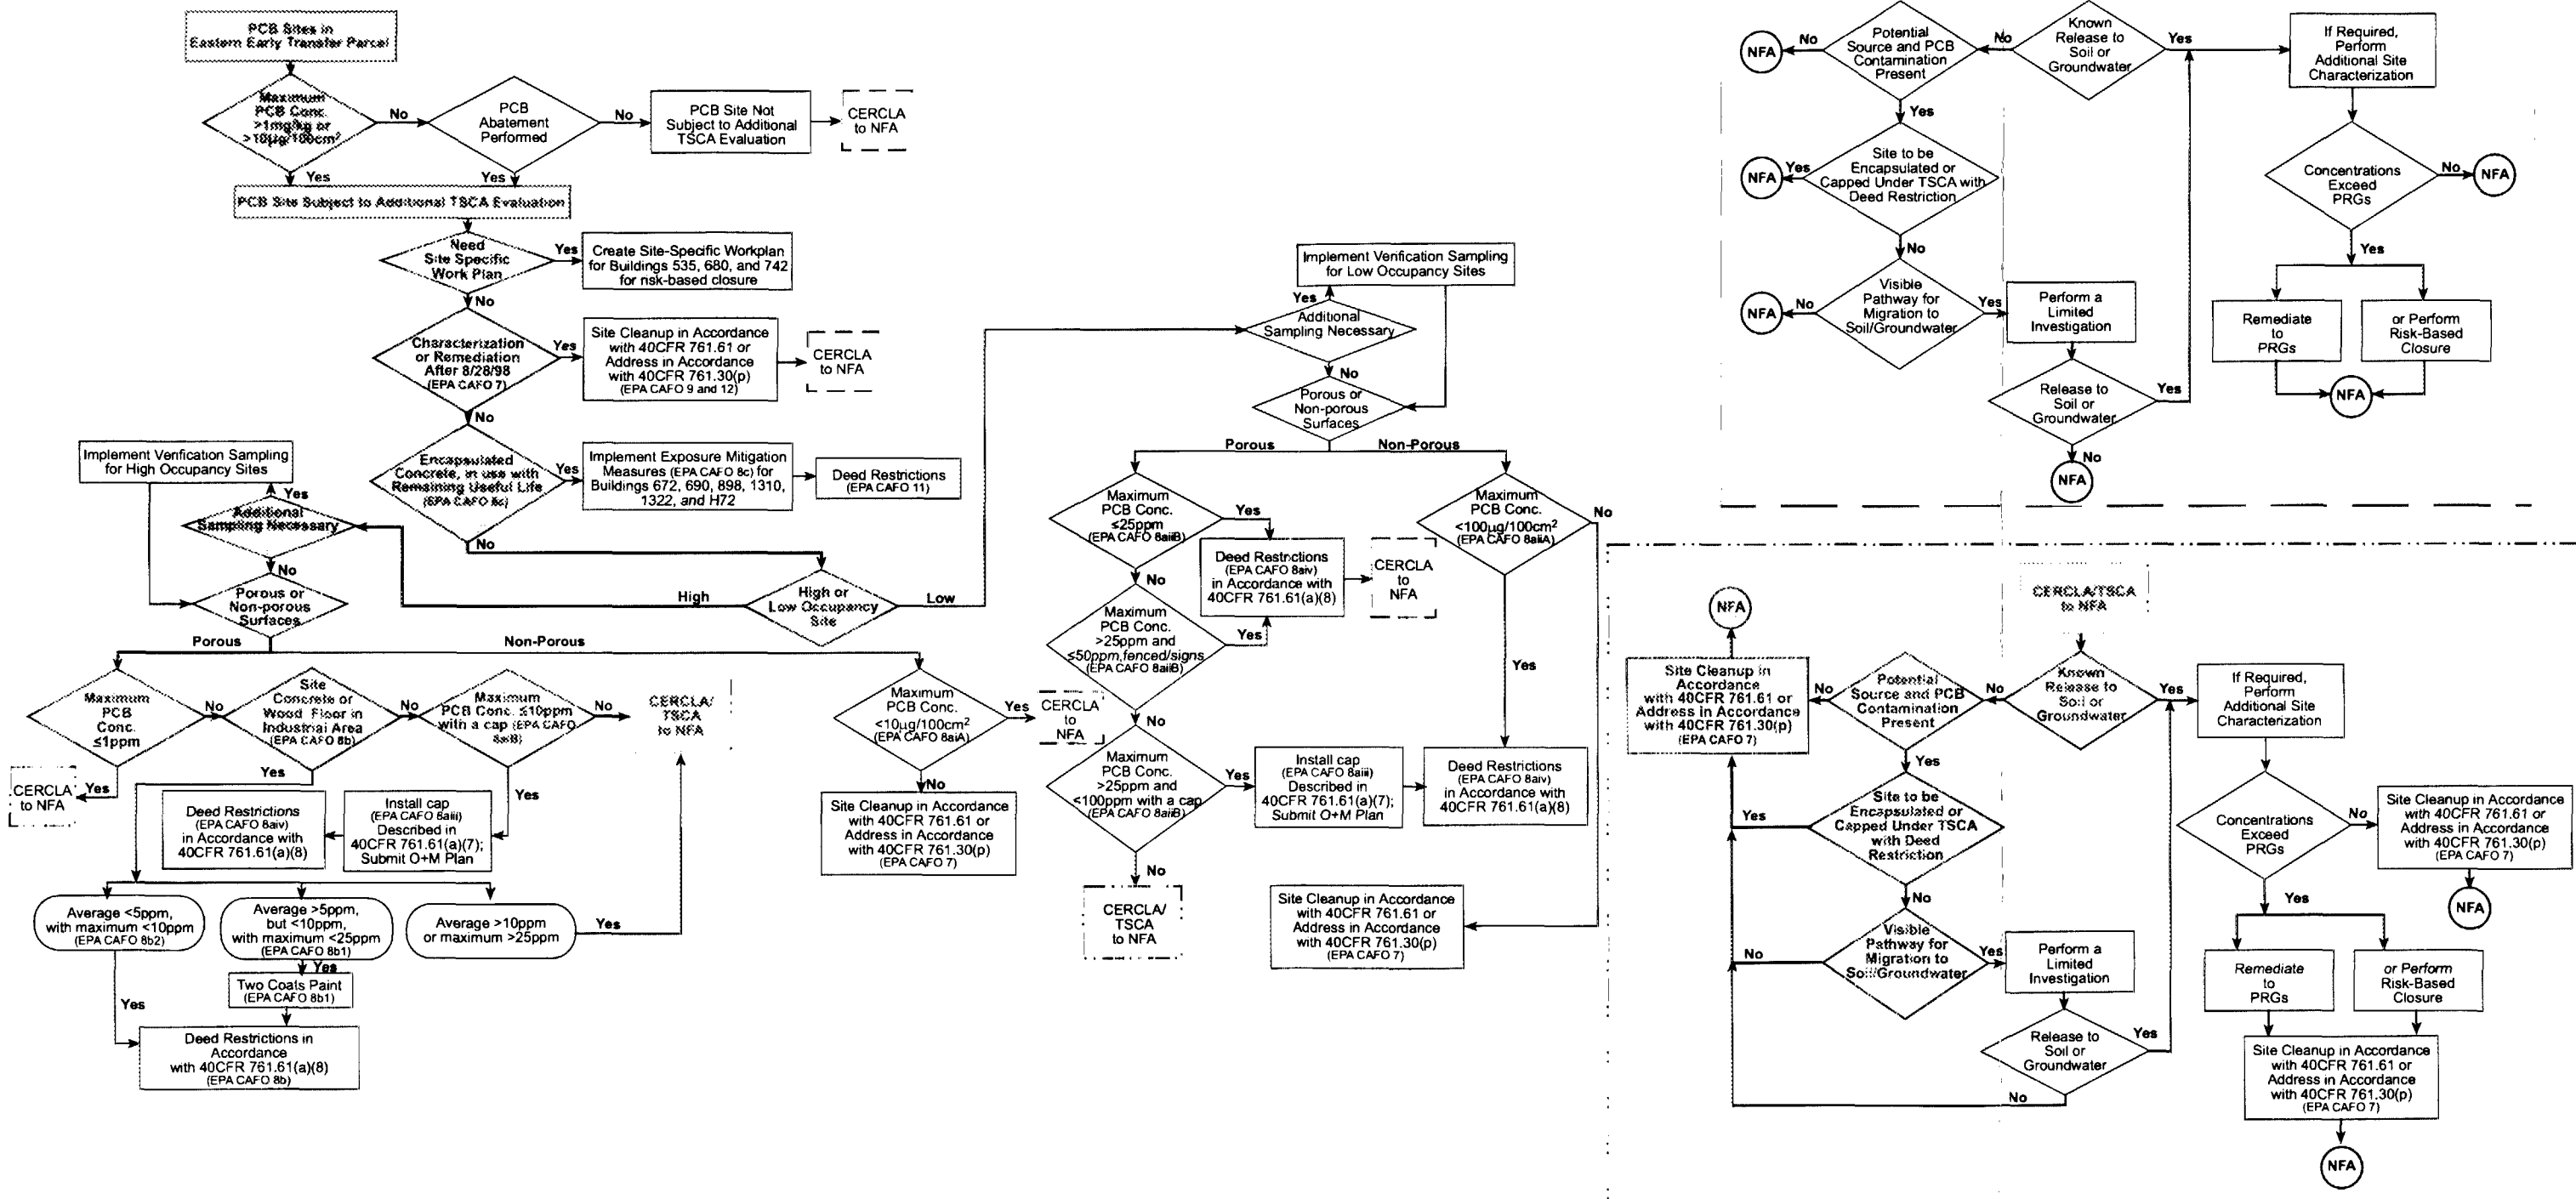 PCB Sites in
Eastern Early Transfer Parcel
Maximum
PCB Conc.
>1mg/kg or
>10µg/100cm²
No
PCB
Abatement
Performed
No
PCB Site Not
Subject to Additional
TSCA Evaluation
CERCLA
to NFA
Yes
Yes
PCB Site Subject to Additional TSCA Evaluation
Need
Site Specific
Work Plan
Yes
Create Site-Specific Workplan
for Buildings 535, 680, and 742
for risk-based closure
No
Characterization
or Remediation
After 8/28/98
(EPA CAFO 7)
Yes
Site Cleanup in Accordance
with 40CFR 761.61 or
Address in Accordance
with 40CFR 761.30(p)
(EPA CAFO 9 and 12)
CERCLA
to NFA
No
Encapsulated
Concrete, in use with
Remaining Useful Life
(EPA CAFO 8c)
Yes
Implement Exposure Mitigation
Measures (EPA CAFO 8c) for
Buildings 672, 690, 898, 1310,
1322, and H72
Deed Restrictions
(EPA CAFO 11)
No
High or
Low Occupancy
Site
High
Low
Implement Verification Sampling
for High Occupancy Sites
Yes
Additional
Sampling Necessary
No
Porous or
Non-porous
Surfaces
Porous
Non-Porous
Maximum
PCB
Conc.
≤1ppm
No
Site
Concrete or
Wood Floor in
Industrial Area
(EPA CAFO 8b)
No
Maximum
PCB Conc. ≤10ppm
with a cap (EPA CAFO
8aiB)
No
CERCLA/
TSCA
to NFA
CERCLA
to NFA
Yes
Yes
Yes
Deed Restrictions
(EPA CAFO 8aiv)
in Accordance with
40CFR 761.61(a)(8)
Install cap
(EPA CAFO 8aiii)
Described in
40CFR 761.61(a)(7);
Submit O+M Plan
Average <5ppm,
with maximum <10ppm
(EPA CAFO 8b2)
Average >5ppm,
but <10ppm,
with maximum <25ppm
(EPA CAFO 8b1)
Average >10ppm
or maximum >25ppm
Yes
Yes
Two Coats Paint
(EPA CAFO 8b1)
Yes
Deed Restrictions in
Accordance
with 40CFR 761.61(a)(8)
(EPA CAFO 8b)
Maximum
PCB Conc.
<10µg/100cm²
(EPA CAFO 8aiA)
Yes
CERCLA
to
NFA
No
Site Cleanup in Accordance
with 40CFR 761.61 or
Address in Accordance
with 40CFR 761.30(p)
(EPA CAFO 7)
Implement Verification Sampling
for Low Occupancy Sites
Yes
Additional
Sampling Necessary
No
Porous or
Non-porous
Surfaces
Porous
Non-Porous
Maximum
PCB Conc.
≤25ppm
(EPA CAFO 8aiiB)
Yes
No
Deed Restrictions
(EPA CAFO 8aiv)
in Accordance with
40CFR 761.61(a)(8)
CERCLA
to
NFA
Maximum
PCB Conc.
>25ppm and
≤50ppm,fenced/signs
(EPA CAFO 8aiiB)
Yes
No
Maximum
PCB Conc.
>25ppm and
<100ppm with a cap
(EPA CAFO 8aiiB)
Yes
Install cap
(EPA CAFO 8aiii)
Described in
40CFR 761.61(a)(7);
Submit O+M Plan
No
CERCLA/
TSCA
to NFA
Maximum
PCB Conc.
<100µg/100cm²
(EPA CAFO 8aiiA)
No
Yes
Deed Restrictions
(EPA CAFO 8aiv)
in Accordance with
40CFR 761.61(a)(8)
Site Cleanup in Accordance
with 40CFR 761.61 or
Address in Accordance
with 40CFR 761.30(p)
(EPA CAFO 7)
Known
Release to
Soil or
Groundwater
No
Yes
Potential
Source and PCB
Contamination
Present
No
NFA
Yes
Site to be
Encapsulated or
Capped Under TSCA with
Deed Restriction
Yes
NFA
No
Visible
Pathway for
Migration to
Soil/Groundwater
No
NFA
Yes
Perform a
Limited
Investigation
Release to
Soil or
Groundwater
Yes
No
NFA
If Required,
Perform
Additional Site
Characterization
Concentrations
Exceed
PRGs
No
NFA
Yes
Remediate
to
PRGs
or Perform
Risk-Based
Closure
NFA
CERCLA/TSCA
to NFA
Known
Release to
Soil or
Groundwater
No
Yes
Potential
Source and PCB
Contamination
Present
No
Site Cleanup in
Accordance
with 40CFR 761.61 or
Address in Accordance
with 40CFR 761.30(p)
(EPA CAFO 7)
NFA
Yes
Site to be
Encapsulated or
Capped Under TSCA
with Deed
Restriction
Yes
No
Visible
Pathway for
Migration to
Soil/Groundwater
No
Yes
Perform a
Limited
Investigation
Release to
Soil or
Groundwater
Yes
No
If Required,
Perform
Additional Site
Characterization
Concentrations
Exceed
PRGs
No
Site Cleanup in Accordance
with 40CFR 761.61 or
Address in Accordance
with 40CFR 761.30(p)
(EPA CAFO 7)
NFA
Yes
Remediate
to
PRGs
or Perform
Risk-Based
Closure
Site Cleanup in Accordance
with 40CFR 761.61 or
Address in Accordance
with 40CFR 761.30(p)
(EPA CAFO 7)
NFA